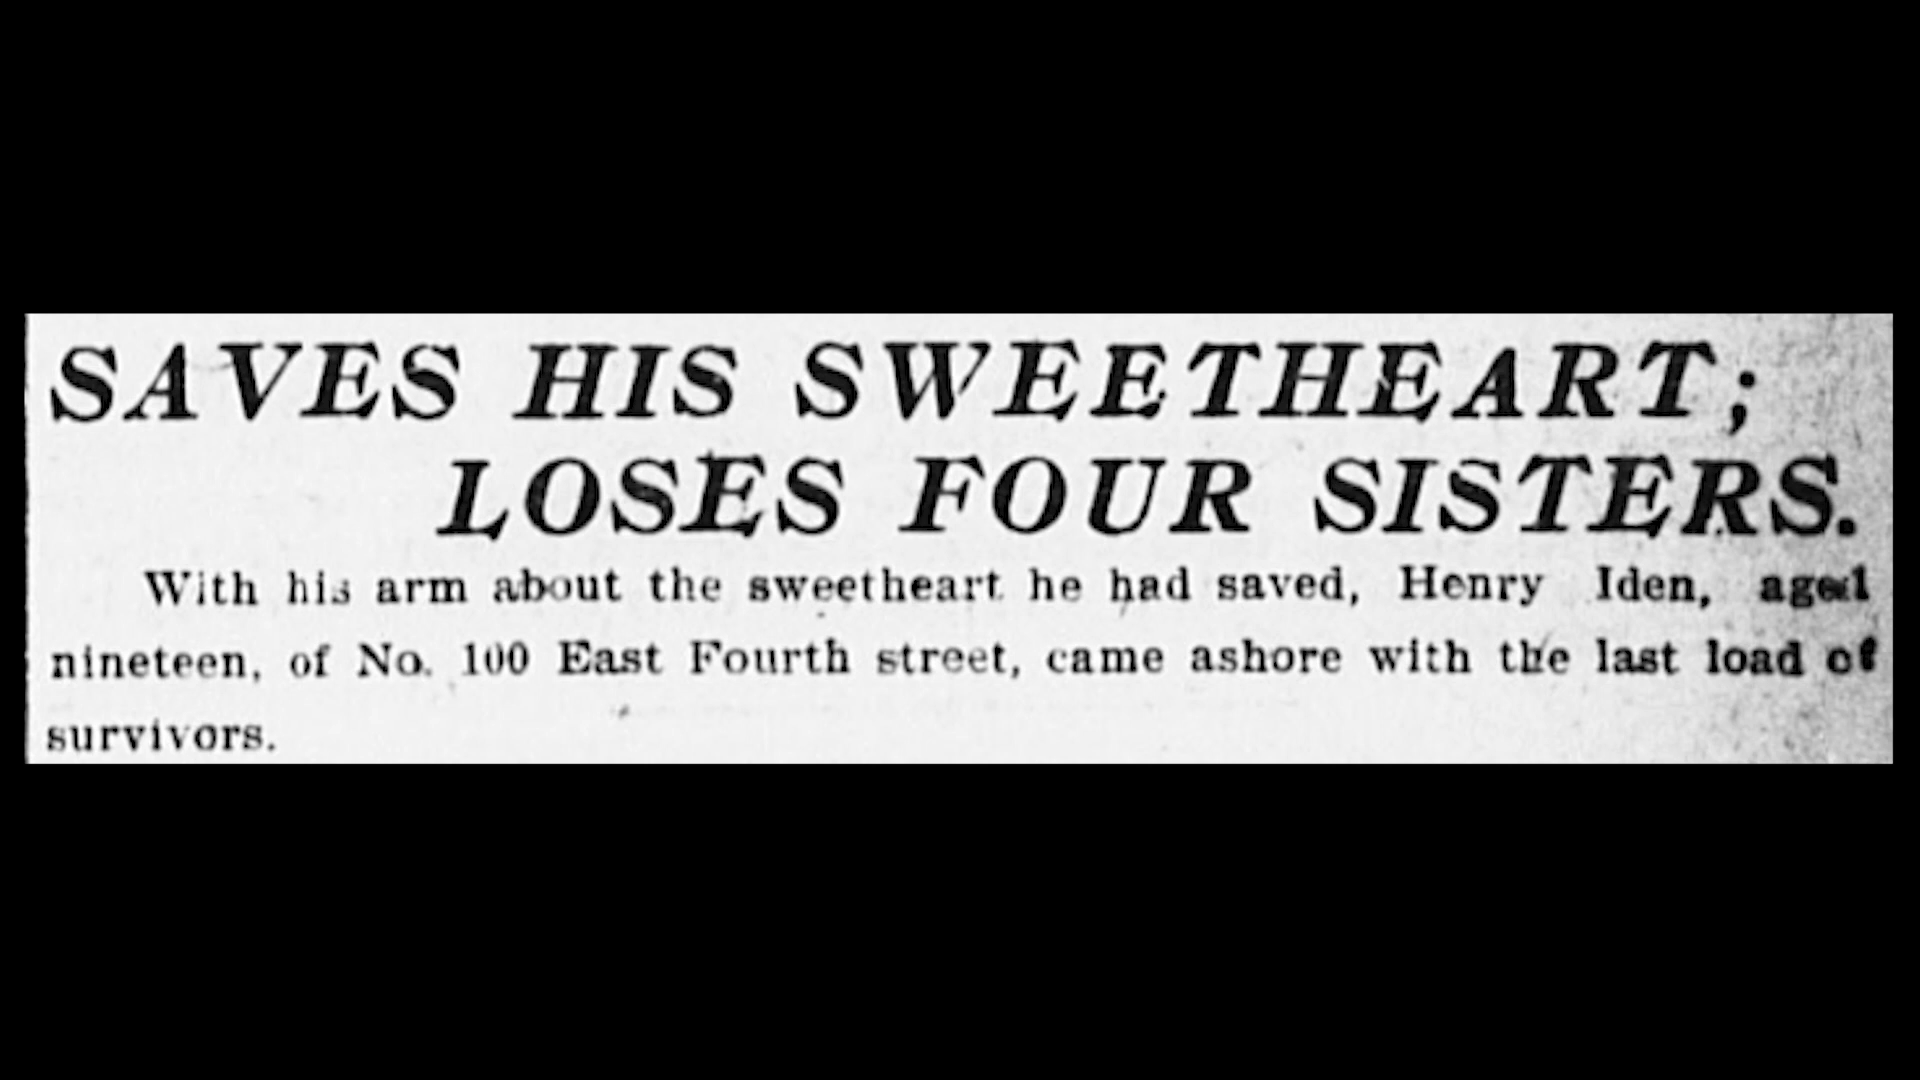 SAVES HIS SWEETHEART;
LOSES FOUR SISTERS.
With his arm about the sweetheart he had saved, Henry Iden, aged
nineteen, of No. 100 East Fourth street, came ashore with the last load of
survivors.